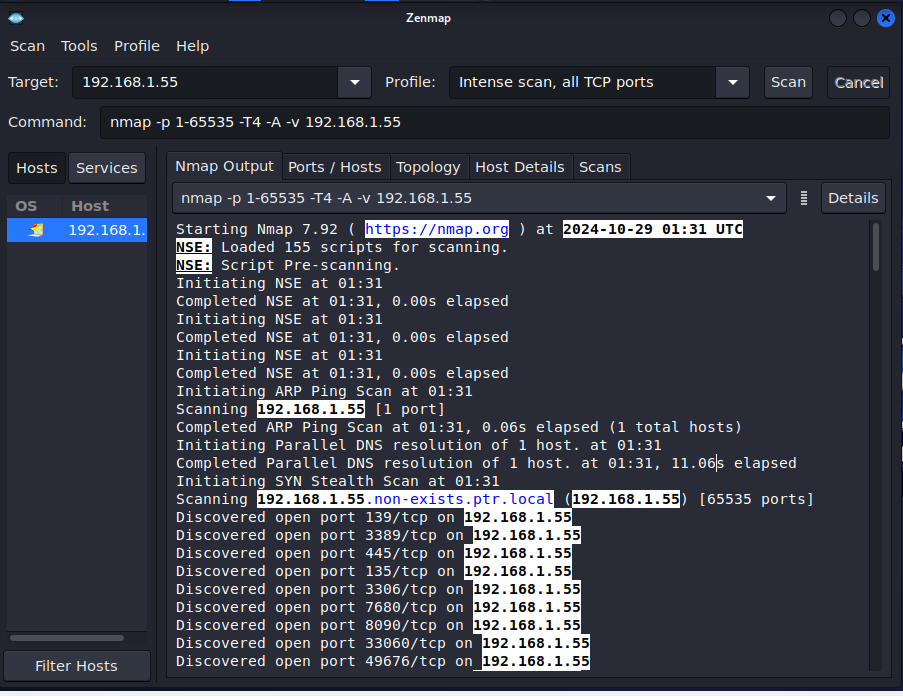 Zenmap
Scan Tools Profile Help
Target: 192.168.1.55 Profile: Intense scan, all TCP ports Scan Cancel
Command: nmap -p 1-65535 -T4 -A -v 192.168.1.55
Hosts Services
OS Host
192.168.1.
Filter Hosts
Nmap Output Ports / Hosts Topology Host Details Scans
nmap -p 1-65535 -T4 -A -v 192.168.1.55 Details
Starting Nmap 7.92 ( https://nmap.org ) at 2024-10-29 01:31 UTC
NSE: Loaded 155 scripts for scanning.
NSE: Script Pre-scanning.
Initiating NSE at 01:31
Completed NSE at 01:31, 0.00s elapsed
Initiating NSE at 01:31
Completed NSE at 01:31, 0.00s elapsed
Initiating NSE at 01:31
Completed NSE at 01:31, 0.00s elapsed
Initiating ARP Ping Scan at 01:31
Scanning 192.168.1.55 [1 port]
Completed ARP Ping Scan at 01:31, 0.06s elapsed (1 total hosts)
Initiating Parallel DNS resolution of 1 host. at 01:31
Completed Parallel DNS resolution of 1 host. at 01:31, 11.06s elapsed
Initiating SYN Stealth Scan at 01:31
Scanning 192.168.1.55.non-exists.ptr.local (192.168.1.55) [65535 ports]
Discovered open port 139/tcp on 192.168.1.55
Discovered open port 3389/tcp on 192.168.1.55
Discovered open port 445/tcp on 192.168.1.55
Discovered open port 135/tcp on 192.168.1.55
Discovered open port 3306/tcp on 192.168.1.55
Discovered open port 7680/tcp on 192.168.1.55
Discovered open port 8090/tcp on 192.168.1.55
Discovered open port 33060/tcp on 192.168.1.55
Discovered open port 49676/tcp on 192.168.1.55